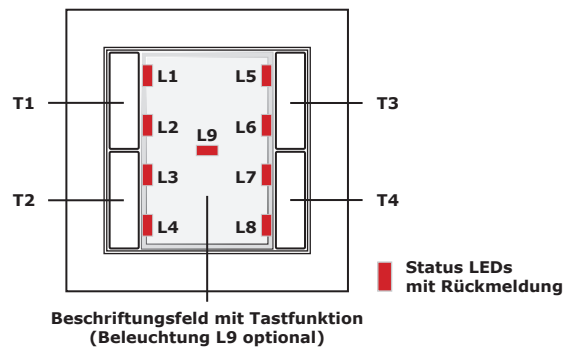 L1 L5
T1 T3
L2 L6
L9
L3 L7
T2 T4
L4 L8
Status LEDs
mit Rückmeldung
Beschriftungsfeld mit Tastfunktion
(Beleuchtung L9 optional)